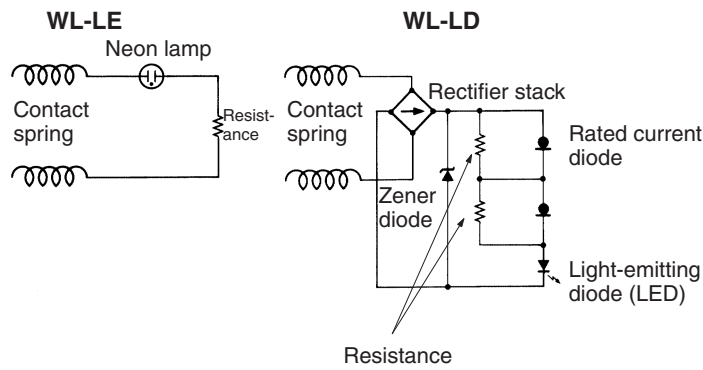 WL-LE
Neon lamp
Contact
spring
Resist-
ance
WL-LD
Rectifier stack
Contact
spring
Rated current
diode
Zener
diode
Light-emitting
diode (LED)
Resistance